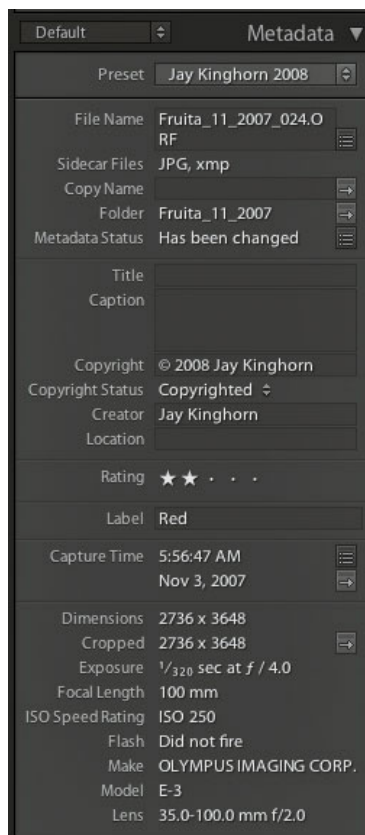 Default Metadata
Preset Jay Kinghorn 2008
File Name Fruita_11_2007_024.O
RF
Sidecar Files JPG, xmp
Copy Name
Folder Fruita_11_2007
Metadata Status Has been changed
Title
Caption
Copyright © 2008 Jay Kinghorn
Copyright Status Copyrighted
Creator Jay Kinghorn
Location
Rating ★ ★ · · ·
Label Red
Capture Time 5:56:47 AM
Nov 3, 2007
Dimensions 2736 x 3648
Cropped 2736 x 3648
Exposure 1/320 sec at ƒ / 4.0
Focal Length 100 mm
ISO Speed Rating ISO 250
Flash Did not fire
Make OLYMPUS IMAGING CORP.
Model E-3
Lens 35.0-100.0 mm f/2.0